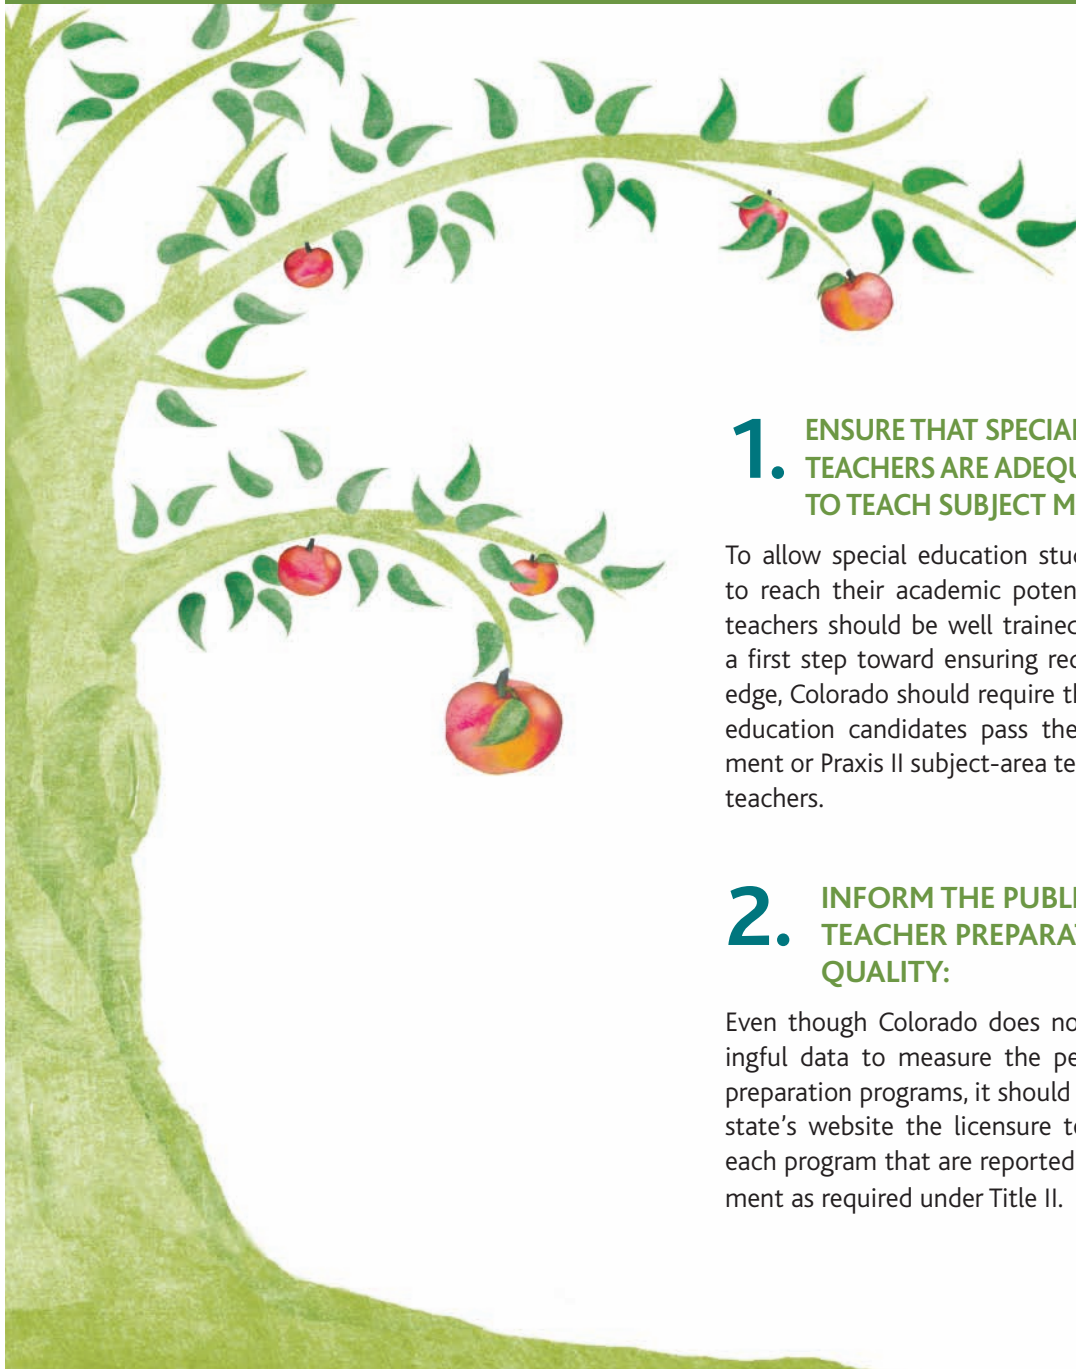 1. ENSURE THAT SPECIAL
TEACHERS ARE ADEQU
TO TEACH SUBJECT M
To allow special education stu
to reach their academic poten
teachers should be well trained
a first step toward ensuring re
edge, Colorado should require th
education candidates pass the
ment or Praxis II subject-area te
teachers.
2. INFORM THE PUBLI
TEACHER PREPARAT
QUALITY:
Even though Colorado does no
ingful data to measure the pe
preparation programs, it should
state's website the licensure te
each program that are reported
ment as required under Title II.